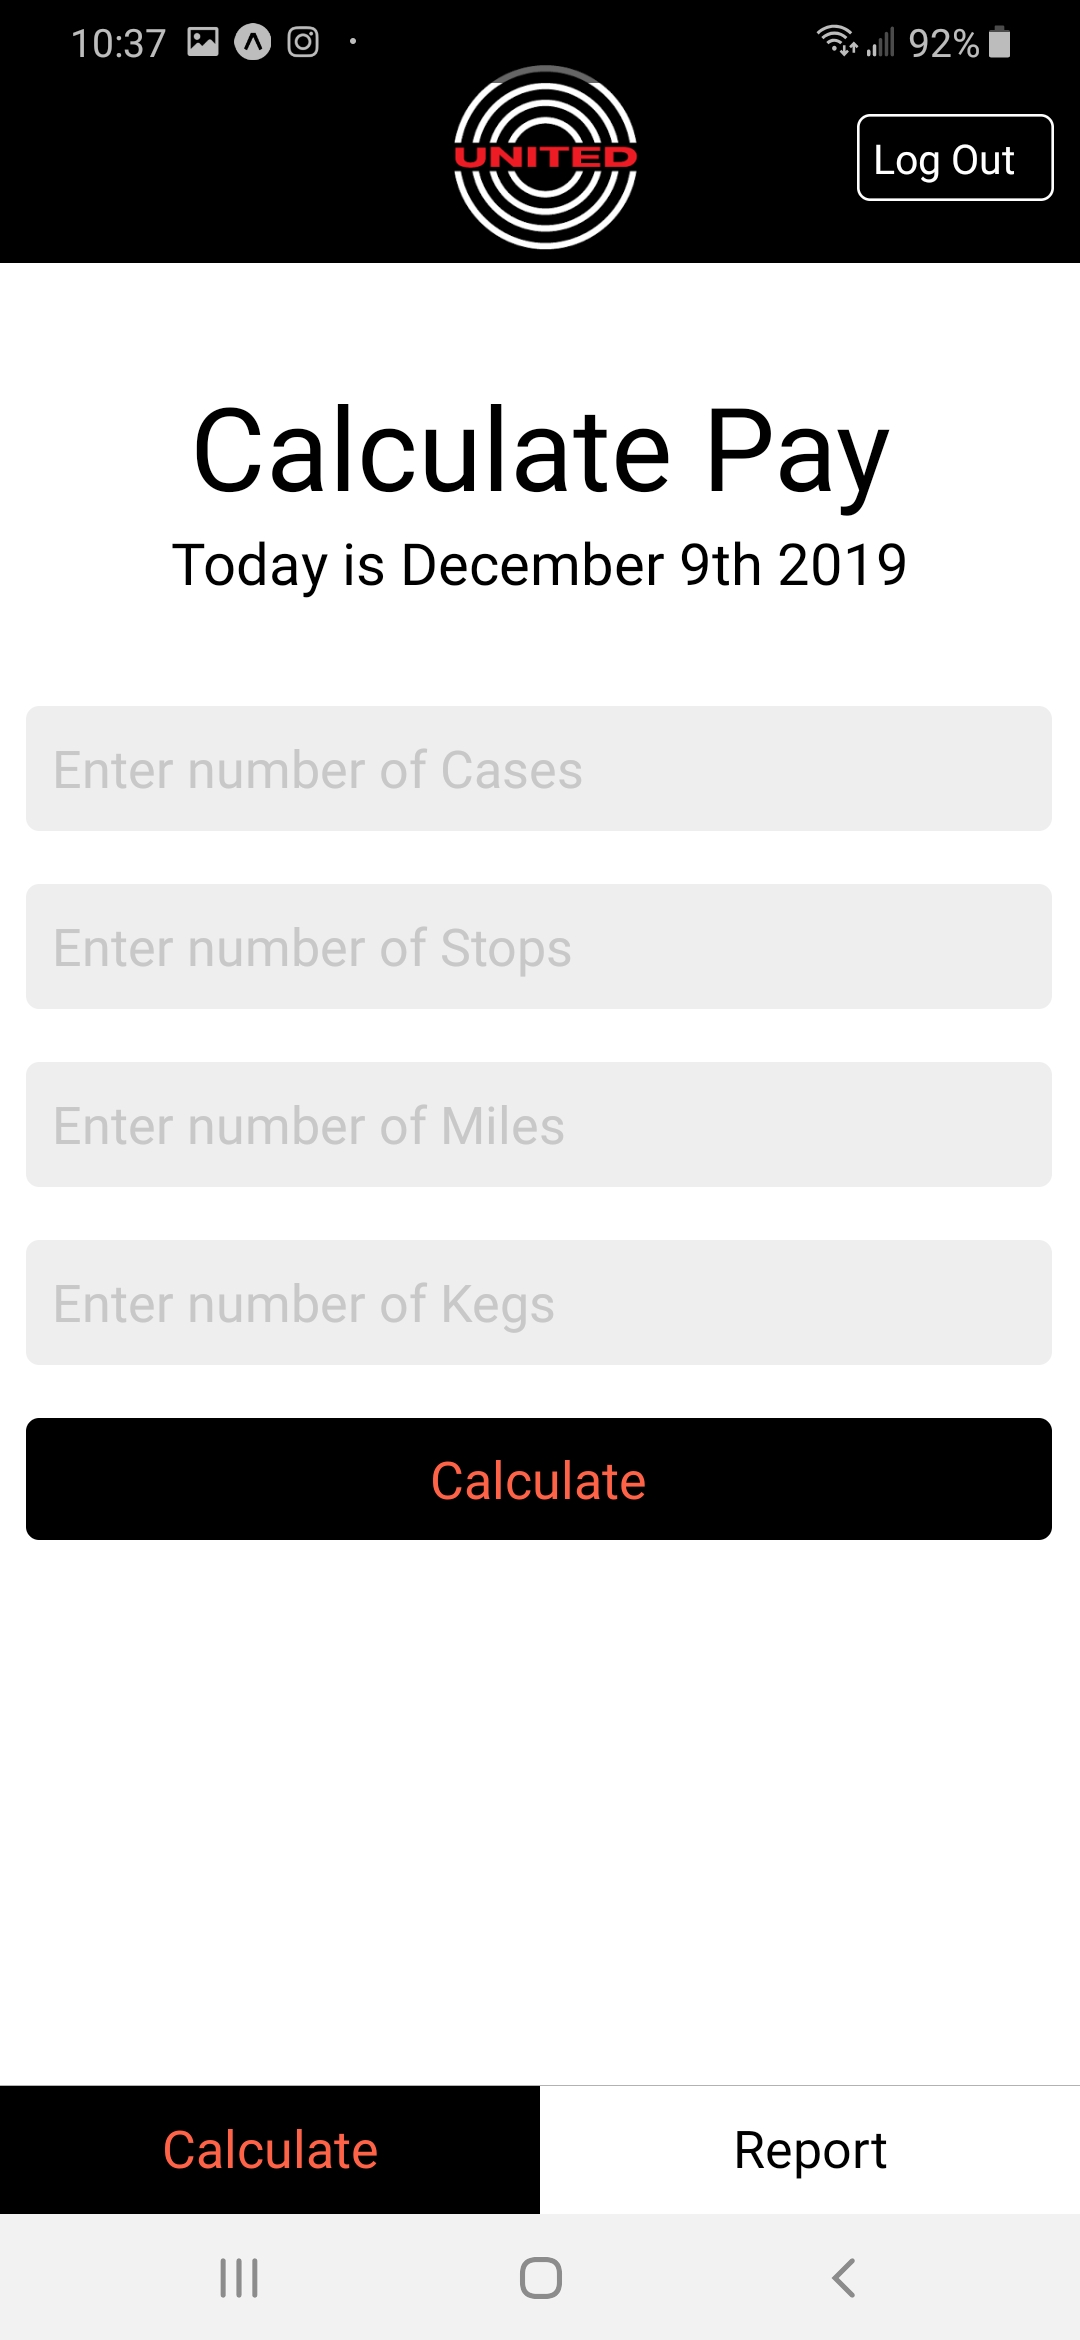 10:37
92%
UNITED
Log Out
Calculate Pay
Today is December 9th 2019
Enter number of Cases
Enter number of Stops
Enter number of Miles
Enter number of Kegs
Calculate
Calculate
Report